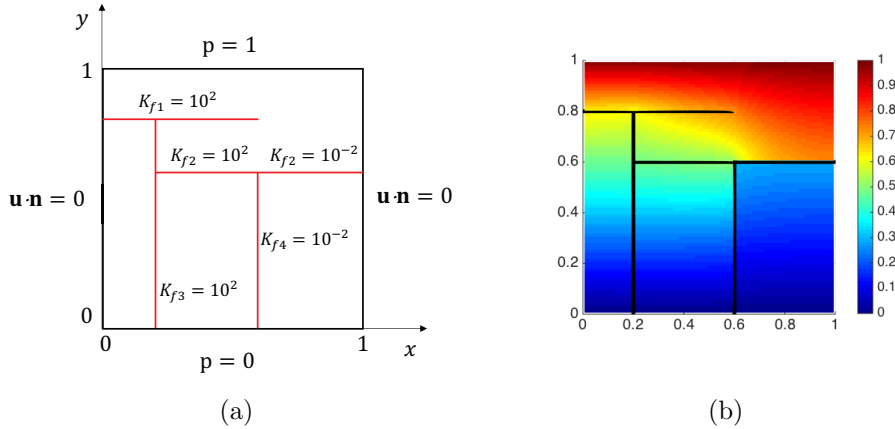 y
p = 1
1
K_{f1} = 10^2
K_{f2} = 10^2
K_{f2} = 10^{-2}
u·n = 0
u·n = 0
K_{f4} = 10^{-2}
K_{f3} = 10^2
0
0
1
x
p = 0
(a)
1
0.8
0.6
0.4
0.2
0
0
0.2
0.4
0.6
0.8
1
1
0.9
0.8
0.7
0.6
0.5
0.4
0.3
0.2
0.1
0
(b)